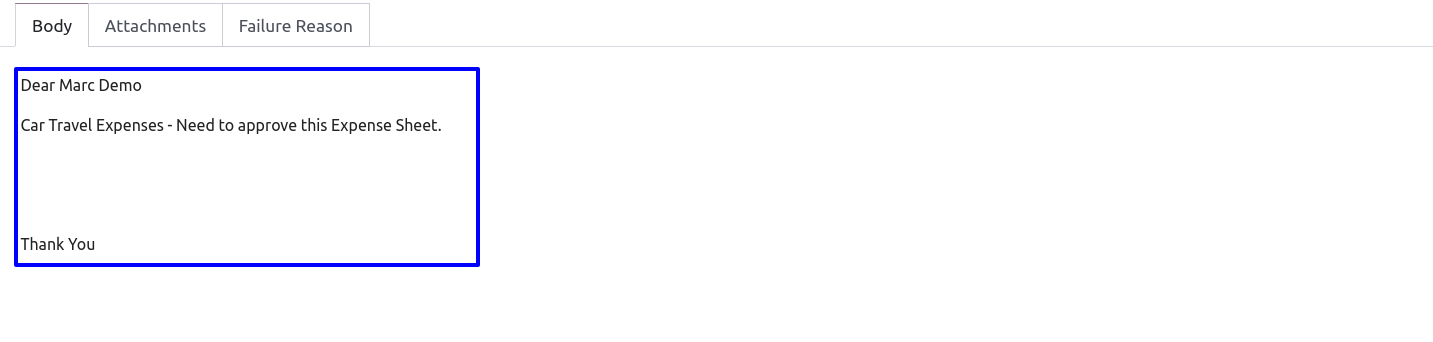 Body Attachments Failure Reason
Dear Marc Demo
Car Travel Expenses - Need to approve this Expense Sheet.
Thank You